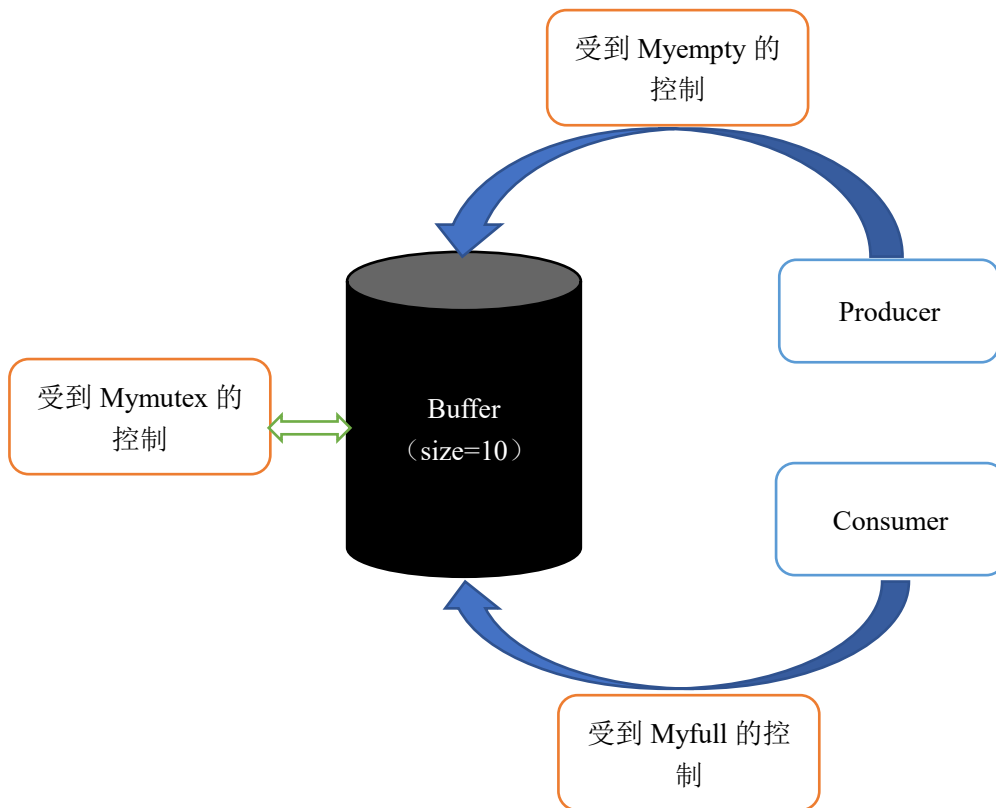 受到 Myempty 的
控制
Producer
受到 Mymutex 的
控制
Buffer
（size=10）
Consumer
受到 Myfull 的控
制